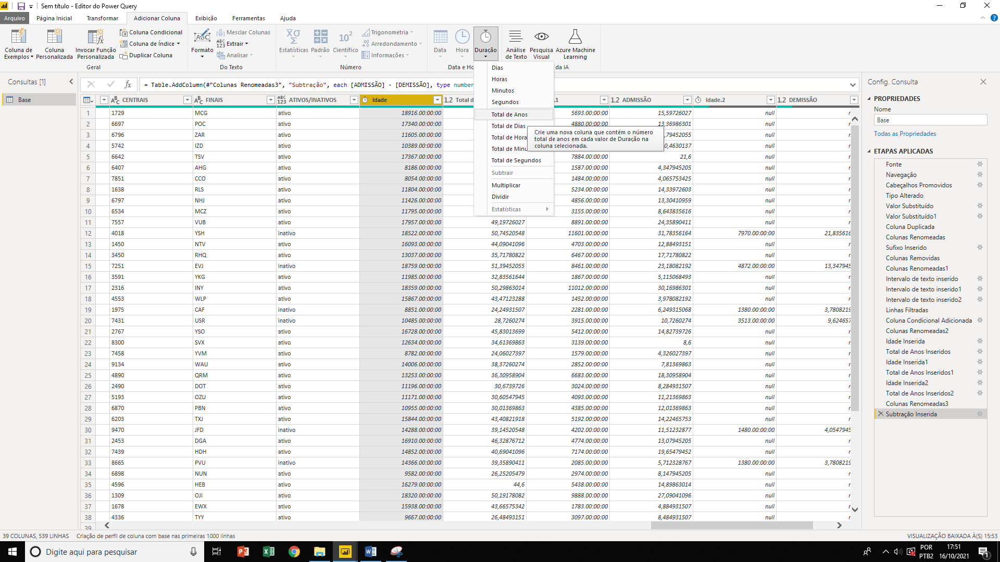 Sem título - Editor do Power Query
Arquivo
Página Inicial
Transformar
Adicionar Coluna
Exibição
Ferramentas
Ajuda
Coluna de Exemplos
Coluna Personalizada
Invocar Função Personalizada
Coluna Condicional
Coluna de Índice
Duplicar Coluna
Geral
Formato
Mesclar Colunas
Extrair
Analisar
Do Texto
Estatísticas
Padrão
Científico
Trigonometria
Arredondamento
Informações
Número
Data
Hora
Duração
Data e Ho
Análise de Texto
Pesquisa Visual
Azure Machine Learning
da IA
Dias
Horas
Minutos
Segundos
Total de Anos
Total de Dias
Total de Hora
Total de Minu
Total de Segundos
Subtrair
Multiplicar
Dividir
Estatísticas
Crie uma nova coluna que contém o número
total de anos em cada valor de Duração na
coluna selecionada.
Consultas [1]
Base
= Table.AddColumn(#"Colunas Renomeadas3", "Subtração", each [ADMISSÃO] - [DEMISSÃO], type number
CENTRAIS FINAIS ATIVOS/INATIVOS Idade 1.2 Total d .1 1.2 ADMISSÃO Idade.2 1.2 DEMISSÃO
1 1729 MCG ativo 18916.00:00:00 5693.00:00:00 15,59726027 null
2 6697 POC ativo 17340.00:00:00 4880.00:00:00 13,36986301 null
3 6796 ZAR ativo 11605.00:00:00 ,79452055 null
4 5742 IZD ativo 10389.00:00:00 0,4630137 null
5 6642 TSV ativo 17367.00:00:00 7884.00:00:00 21,6 null
6 6407 AHG ativo 8186.00:00:00 1587.00:00:00 4,347945205 null
7 7851 CCO ativo 8054.00:00:00 1484.00:00:00 4,065753425 null
8 1638 RLS ativo 11804.00:00:00 5234.00:00:00 14,33972603 null
9 6797 NHJ ativo 11426.00:00:00 4856.00:00:00 13,30410959 null
10 6534 MCZ ativo 11795.00:00:00 3155.00:00:00 8,643835616 null
11 7557 VUB ativo 17957.00:00:00 49,19726027 8891.00:00:00 24,35890411 null
12 4018 YSH inativo 18522.00:00:00 50,74520548 11601.00:00:00 31,78356164 7970.00:00:00 21,835616
13 1450 NTV ativo 16093.00:00:00 44,09041096 4703.00:00:00 12,88493151 null
14 3450 RHQ ativo 13037.00:00:00 35,71780822 6467.00:00:00 17,71780822 null
15 7251 EVJ inativo 18759.00:00:00 51,39452055 8461.00:00:00 23,18082192 4872.00:00:00 13,347945
16 3591 YKG ativo 11985.00:00:00 32,83561644 1867.00:00:00 5,115068493 null
17 2316 INY ativo 18359.00:00:00 50,29863014 11012.00:00:00 30,16986301 null
18 4553 WLP ativo 15867.00:00:00 43,47123288 1452.00:00:00 3,978082192 null
19 1975 CAF inativo 8851.00:00:00 24,24931507 2281.00:00:00 6,249315068 1380.00:00:00 3,7808219
20 7431 USR inativo 10485.00:00:00 28,7260274 3915.00:00:00 10,7260274 3513.00:00:00 9,624657
21 2767 YSO ativo 16728.00:00:00 45,83013699 5412.00:00:00 14,82739726 null
22 8300 SVX ativo 12634.00:00:00 34,61369863 3139.00:00:00 8,6 null
23 7458 YVM ativo 8782.00:00:00 24,06027397 1579.00:00:00 4,326027397 null
24 9134 WAU ativo 14006.00:00:00 38,37260274 2852.00:00:00 7,81369863 null
25 4890 QRM ativo 13253.00:00:00 36,30958904 6683.00:00:00 18,30958904 null
26 2490 DOT ativo 11196.00:00:00 30,6739726 3024.00:00:00 8,284931507 null
27 5193 OZU ativo 11171.00:00:00 30,60547945 4093.00:00:00 11,21369863 null
28 6870 PBN ativo 10955.00:00:00 30,01369863 4385.00:00:00 12,01369863 null
29 6203 TXJ ativo 15844.00:00:00 43,40821918 5192.00:00:00 14,22465753 null
30 9470 JFD inativo 14288.00:00:00 39,14520548 4202.00:00:00 11,51232877 1480.00:00:00 4,0547945
31 2453 DGA ativo 16910.00:00:00 46,32876712 4774.00:00:00 13,07945205 null
32 7439 HDH ativo 14852.00:00:00 40,69041096 7174.00:00:00 19,65479452 null
33 8665 PVU inativo 14366.00:00:00 39,35890411 2085.00:00:00 5,712328767 1380.00:00:00 3,7808219
34 6898 NUN ativo 9582.00:00:00 26,25205479 2974.00:00:00 8,147945205 null
35 4596 HEB ativo 16279.00:00:00 44,6 5438.00:00:00 14,89863014 null
36 1309 OJI ativo 18320.00:00:00 50,19178082 9888.00:00:00 27,09041096 null
37 1678 EWX ativo 15938.00:00:00 43,66575342 1783.00:00:00 4,884931507 null
38 4336 TYY ativo 9667.00:00:00 26,48493151 3097.00:00:00 8,484931507 null
39
Config. Consulta
PROPRIEDADES
Nome
Base
Todas as Propriedades
ETAPAS APLICADAS
Fonte
Navegação
Cabeçalhos Promovidos
Tipo Alterado
Valor Substituído
Valor Substituído1
Coluna Duplicada
Colunas Renomeadas
Sufixo Inserido
Colunas Removidas
Colunas Renomeadas1
Intervalo de texto inserido
Intervalo de texto inserido1
Intervalo de texto inserido2
Linhas Filtradas
Coluna Condicional Adicionada
Colunas Renomeadas2
Idade Inserida
Total de Anos Inseridos
Idade Inserida1
Total de Anos Inseridos1
Idade Inserida2
Total de Anos Inseridos2
Colunas Renomeadas3
Subtração Inserida
39 COLUNAS, 539 LINHAS Criação de perfil de coluna com base nas primeiras 1000 linhas
VISUALIZAÇÃO BAIXADA À(S) 15:53
Digite aqui para pesquisar
POR
PTB2
17:51
16/10/2021
1